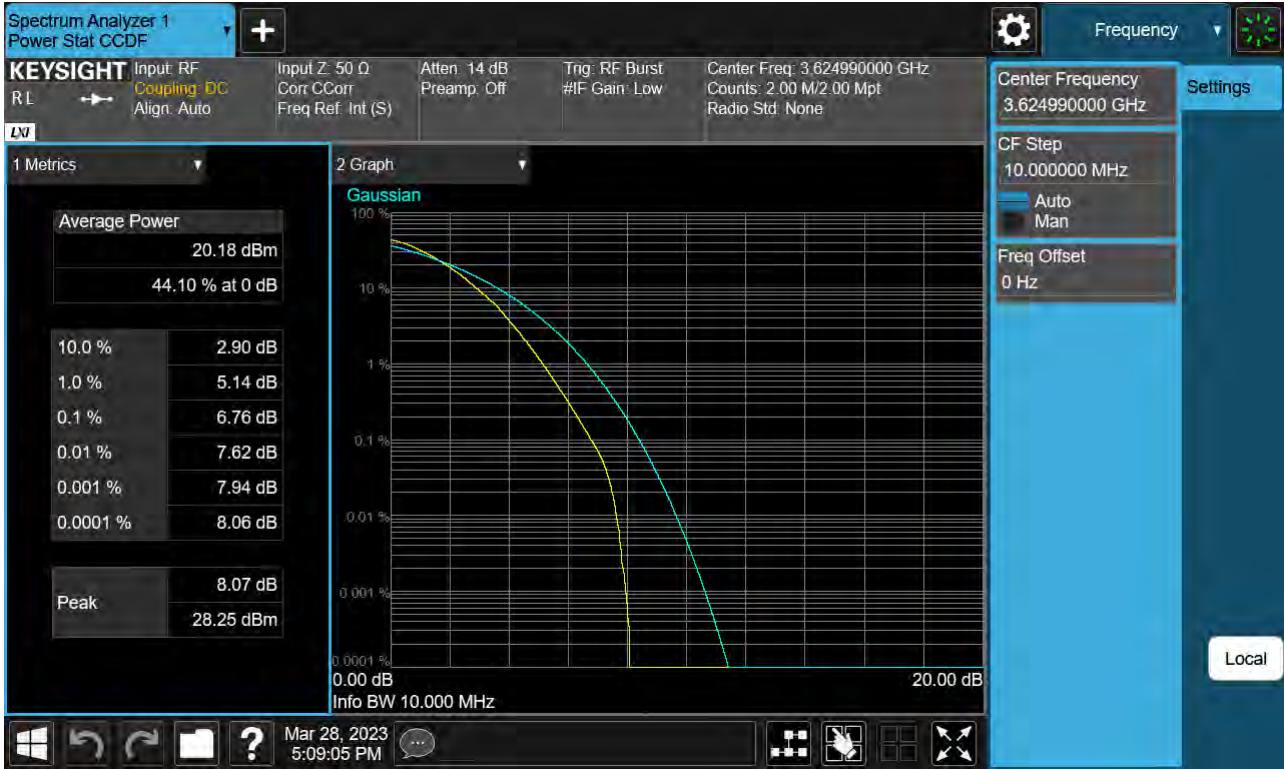 Spectrum Analyzer 1
Power Stat CCDF
Frequency
KEYSIGHT
R L
LXI
Input: RF
Coupling: DC
Align: Auto
Input Z: 50 Ω
Corr CCorr
Freq Ref: Int (S)
Atten: 14 dB
Preamp: Off
Trig: RF Burst
#IF Gain: Low
Center Freq: 3.624990000 GHz
Counts: 2.00 M/2.00 Mpt
Radio Std: None
Center Frequency
3.624990000 GHz
Settings
CF Step
10.000000 MHz
Auto
Man
Freq Offset
0 Hz
Local
1 Metrics
Average Power
20.18 dBm
44.10 % at 0 dB
10.0 % 2.90 dB
1.0 % 5.14 dB
0.1 % 6.76 dB
0.01 % 7.62 dB
0.001 % 7.94 dB
0.0001 % 8.06 dB
Peak
8.07 dB
28.25 dBm
2 Graph
Gaussian
100 %
10 %
1 %
0.1 %
0.01 %
0.001 %
0.0001 %
0.00 dB 20.00 dB
Info BW 10.000 MHz
?
Mar 28, 2023
5:09:05 PM